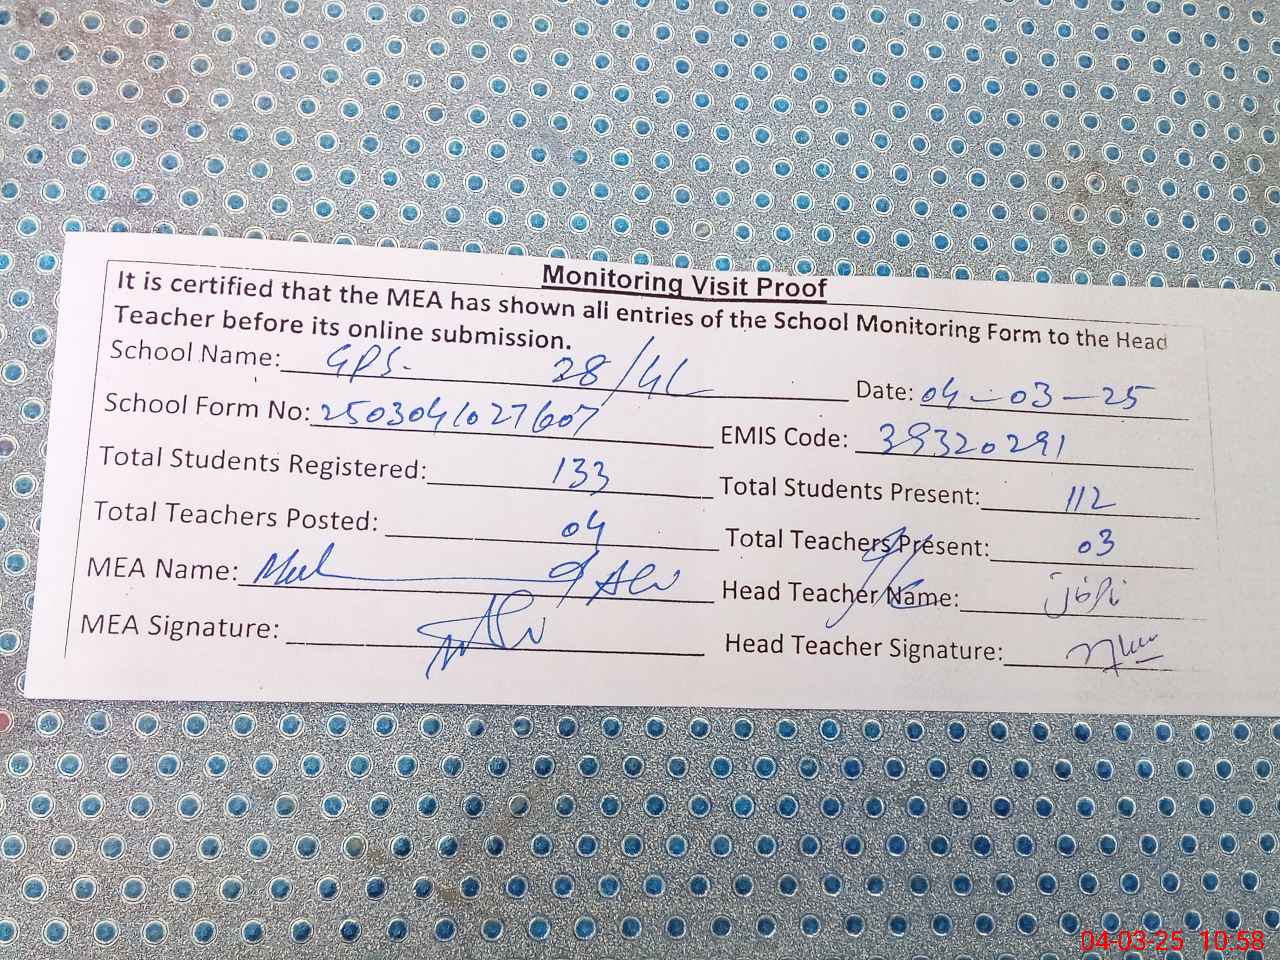 Monitoring Visit Proof
It is certified that the MEA has shown all entries of the School Monitoring Form to the Head
Teacher before its online submission.
School Name: GPS. 28/4L Date: 04-03-25
School Form No: 2503041027607 EMIS Code: 39320291
Total Students Registered: 133 Total Students Present: 112
Total Teachers Posted: 04 Total Teachers Present: 03
MEA Name: Head Teacher Name:
MEA Signature: Head Teacher Signature:
04-03-25 10:58